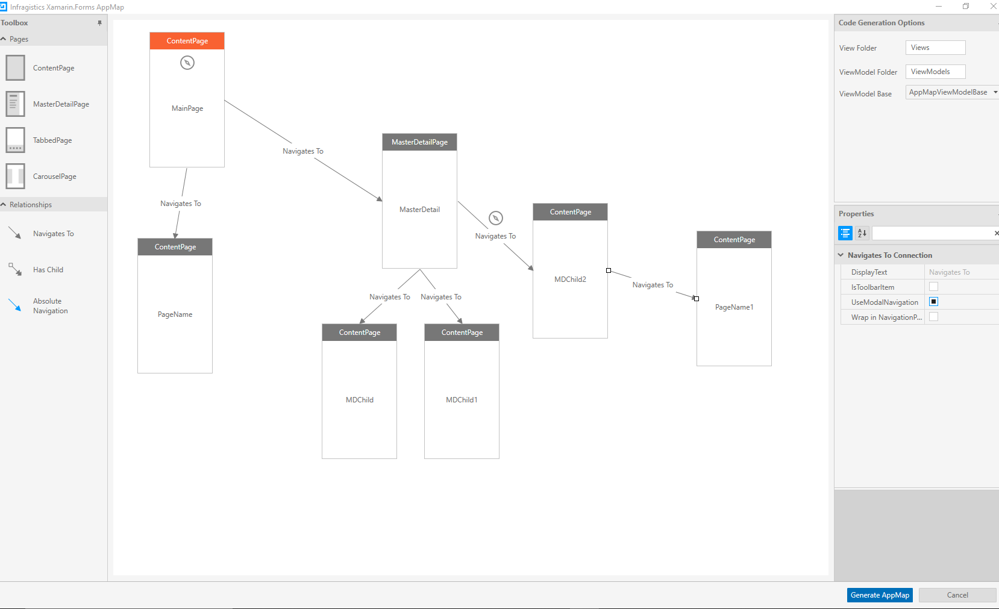 Infragistics Xamarin.Forms AppMap
Toolbox
Pages
ContentPage
MasterDetailPage
TabbedPage
CarouselPage
Relationships
Navigates To
Has Child
Absolute
Navigation
ContentPage
MainPage
Navigates To
Navigates To
ContentPage
PageName
MasterDetailPage
MasterDetail
Navigates To
Navigates To
Navigates To
ContentPage
MDChild
ContentPage
MDChild1
ContentPage
MDChild2
Navigates To
ContentPage
PageName1
Code Generation Options
View Folder Views
ViewModel Folder ViewModels
ViewModel Base AppMapViewModelBase
Properties
A
Z
Navigates To Connection
DisplayText Navigates To
IsToolbarItem
UseModalNavigation
Wrap in NavigationP...
Generate AppMap
Cancel